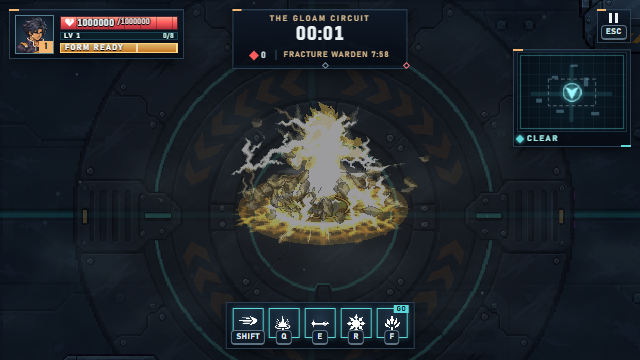 1000000/1000000
LV 1
0/8
1
FORM READY
THE GLOAM CIRCUIT
00:01
0
FRACTURE WARDEN 7:58
ESC
CLEAR
GO
SHIFT
Q
E
R
F